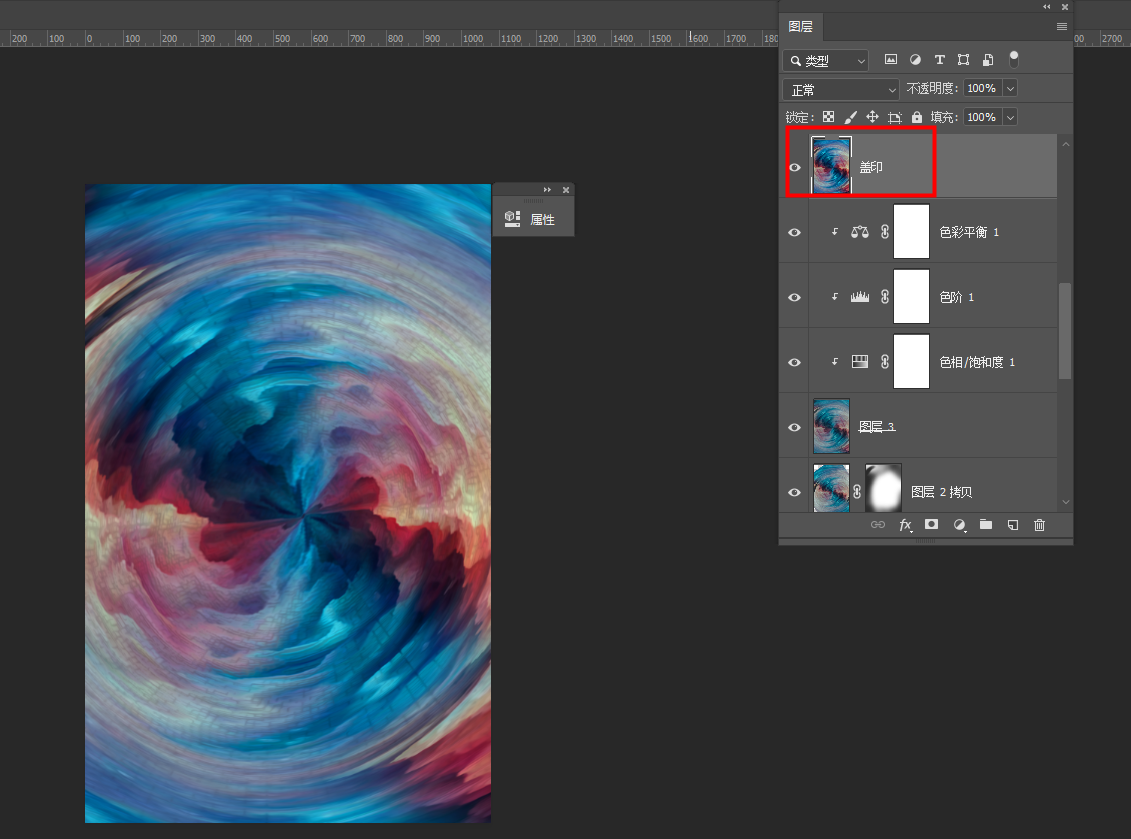 200 100 0 100 200 300 400 500 600 700 800 900 1000 1100 1200 1300 1400 1500 1600 1700 180 00 2700
图层
类型
正常 不透明度: 100%
锁定: 填充: 100%
盖印
属性
色彩平衡 1
色阶 1
色相/饱和度 1
图层 3
图层 2 拷贝
fx